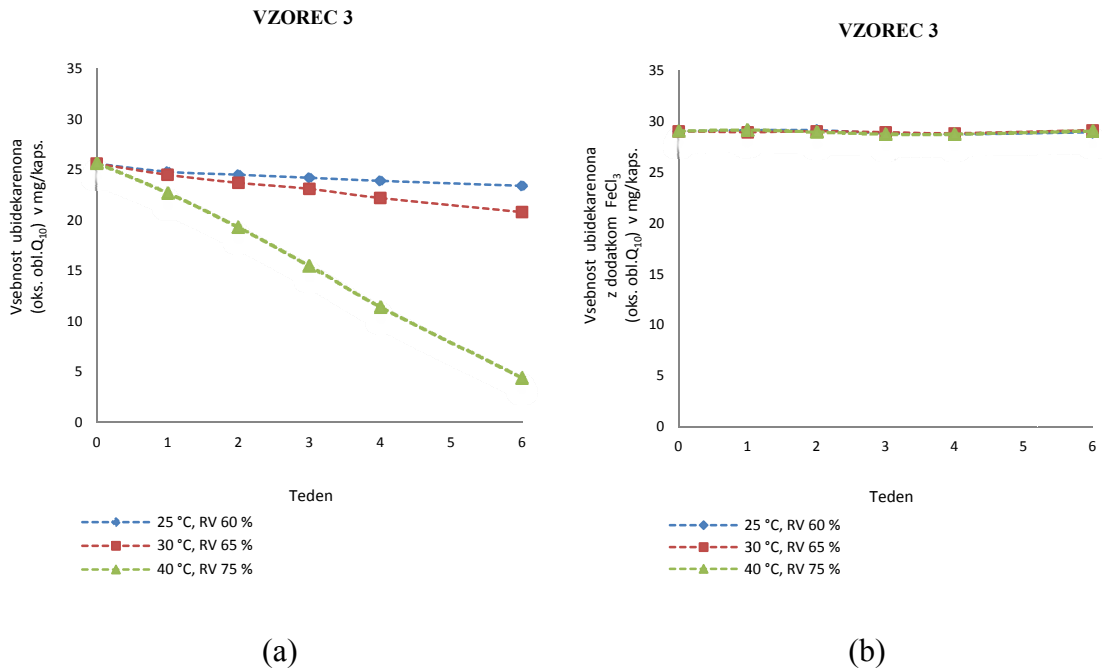 VZOREC 3
35
30
25
20
15
10
5
0
Vsebnost ubidekarenona
(oks. obl.Q₁₀) v mg/kaps.
0 1 2 3 4 5 6
Teden
25 °C, RV 60 %
30 °C, RV 65 %
40 °C, RV 75 %
(a)
VZOREC 3
35
30
25
20
15
10
5
0
Vsebnost ubidekarenona
z dodatkom FeCl₃
(oks. obl.Q₁₀) v mg/kaps.
0 1 2 3 4 5 6
Teden
25 °C, RV 60 %
30 °C, RV 65 %
40 °C, RV 75 %
(b)